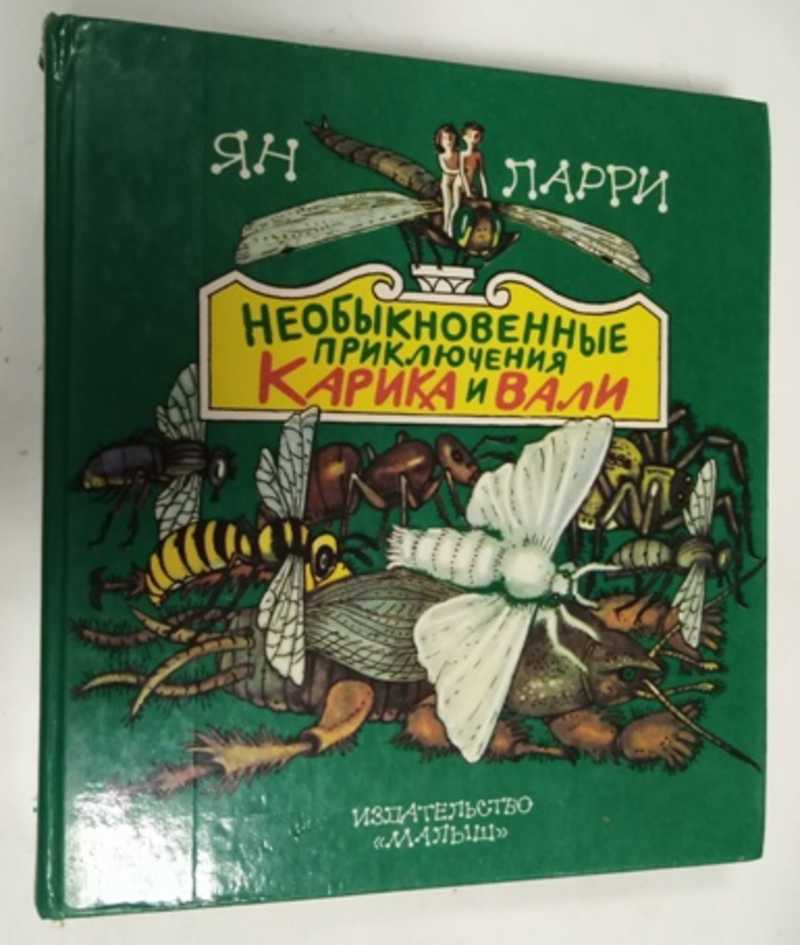 ЯН ЛАРРИ
НЕОБЫКНОВЕННЫЕ
ПРИКЛЮЧЕНИЯ
КАРИКА И ВАЛИ
ИЗДАТЕЛЬСТВО
«МАЛЫШ»